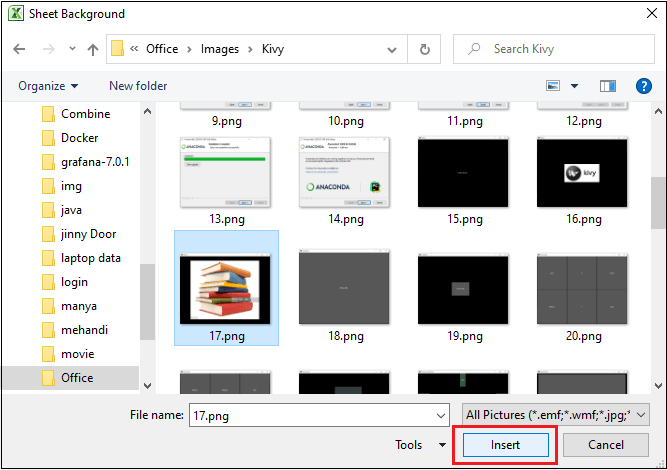 Sheet Background
« Office › Images › Kivy
Search Kivy
Organize
New folder
?
Combine
Docker
grafana-7.0.1
img
java
jinny Door
laptop data
login
manya
mehandi
movie
Office
9.png
10.png
11.png
12.png
ANACONDA
ANACONDA
kivy
13.png
14.png
15.png
16.png
17.png
18.png
19.png
20.png
File name:
17.png
All Pictures (*.emf;*.wmf;*.jpg;*
Tools
Insert
Cancel